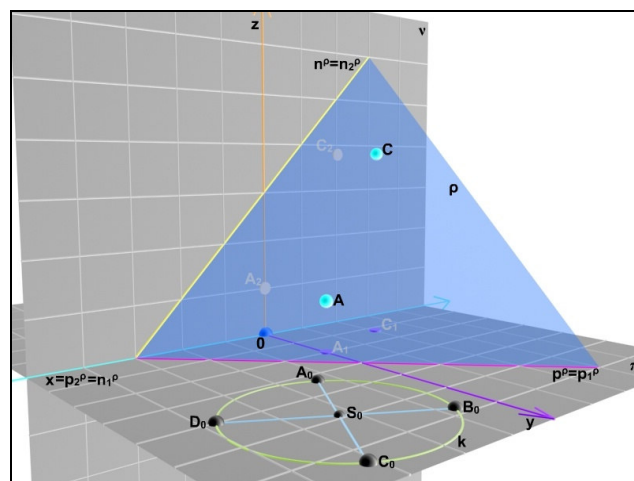 z
ν
nᵖ=n₂ᵖ
C₂
C
ρ
A₂
A
C₁
0
A₁
x=p₂ᵖ=n₁ᵖ
pᵖ=p₁ᵖ
A₀
B₀
S₀
D₀
y
k
C₀